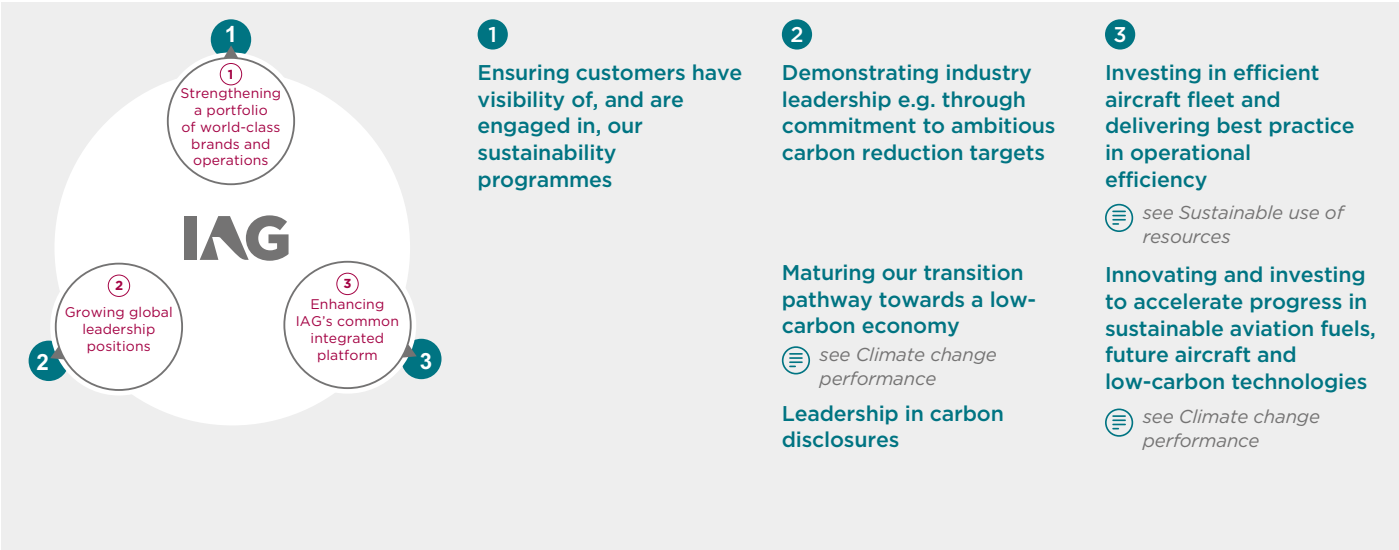 1
1
Strengthening
a portfolio
of world-class
brands and
operations
IAG
2
Growing global
leadership
positions
2
3
Enhancing
IAG's common
integrated
platform
3
1
Ensuring customers have
visibility of, and are
engaged in, our
sustainability
programmes
2
Demonstrating industry
leadership e.g. through
commitment to ambitious
carbon reduction targets
Maturing our transition
pathway towards a low-
carbon economy
see Climate change
performance
Leadership in carbon
disclosures
3
Investing in efficient
aircraft fleet and
delivering best practice
in operational
efficiency
see Sustainable use of
resources
Innovating and investing
to accelerate progress in
sustainable aviation fuels,
future aircraft and
low-carbon technologies
see Climate change
performance